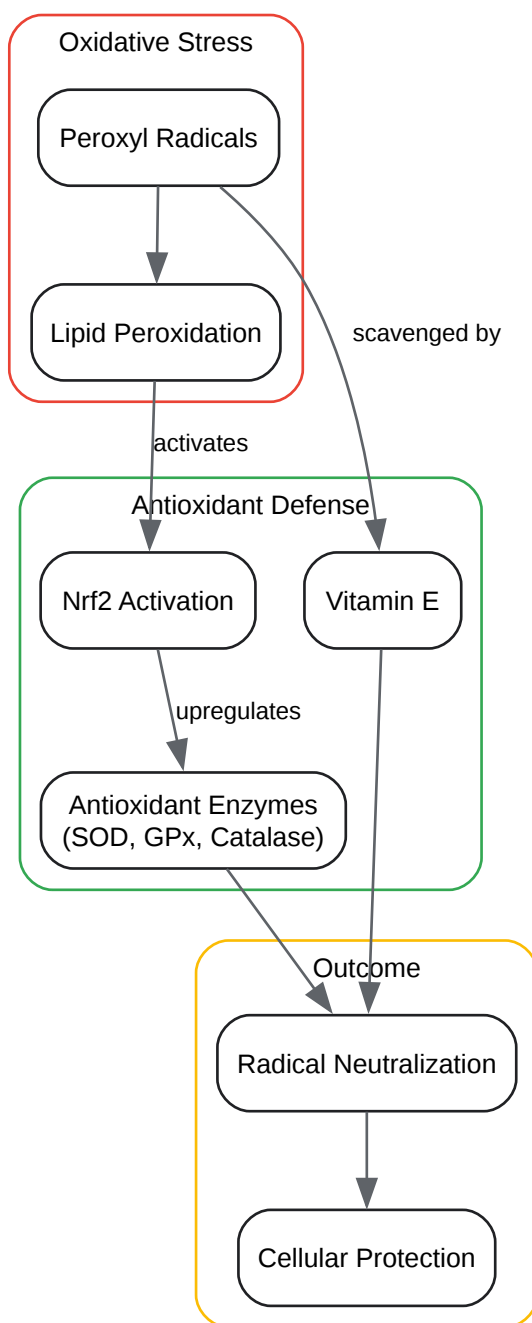 Oxidative Stress
Peroxyl Radicals
Lipid Peroxidation
scavenged by
activates
Antioxidant Defense
Nrf2 Activation
Vitamin E
upregulates
Antioxidant Enzymes
(SOD, GPx, Catalase)
Outcome
Radical Neutralization
Cellular Protection